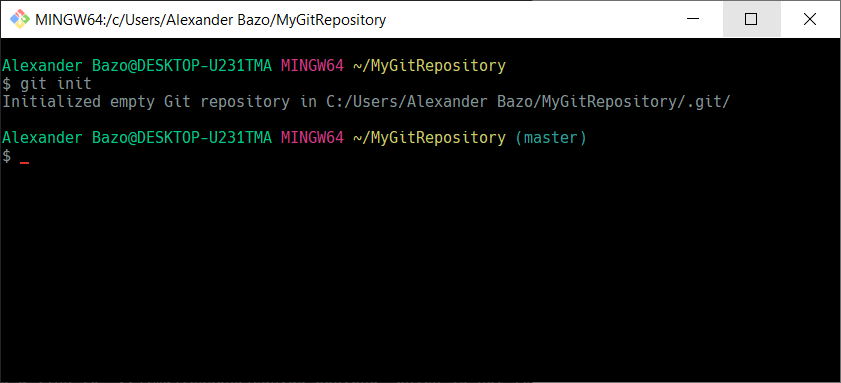 MINGW64:/c/Users/Alexander Bazo/MyGitRepository
Alexander Bazo@DESKTOP-U231TMA MINGW64 ~/MyGitRepository
$ git init
Initialized empty Git repository in C:/Users/Alexander Bazo/MyGitRepository/.git/
Alexander Bazo@DESKTOP-U231TMA MINGW64 ~/MyGitRepository (master)
$